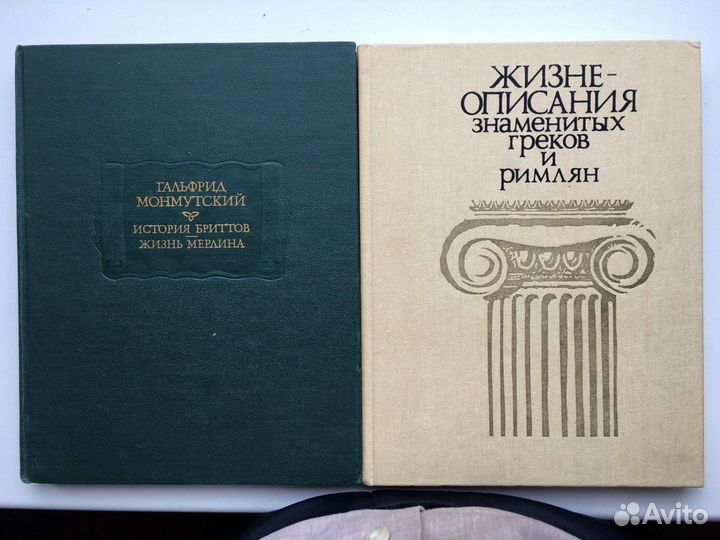 ГАЛЬФРИД
МОНМУТСКИЙ
ИСТОРИЯ БРИТТОВ
ЖИЗНЬ МЕРЛИНА
ЖИЗНЕ-
ОПИСАНИЯ
знаменитых
греков
и
римлян
Avito